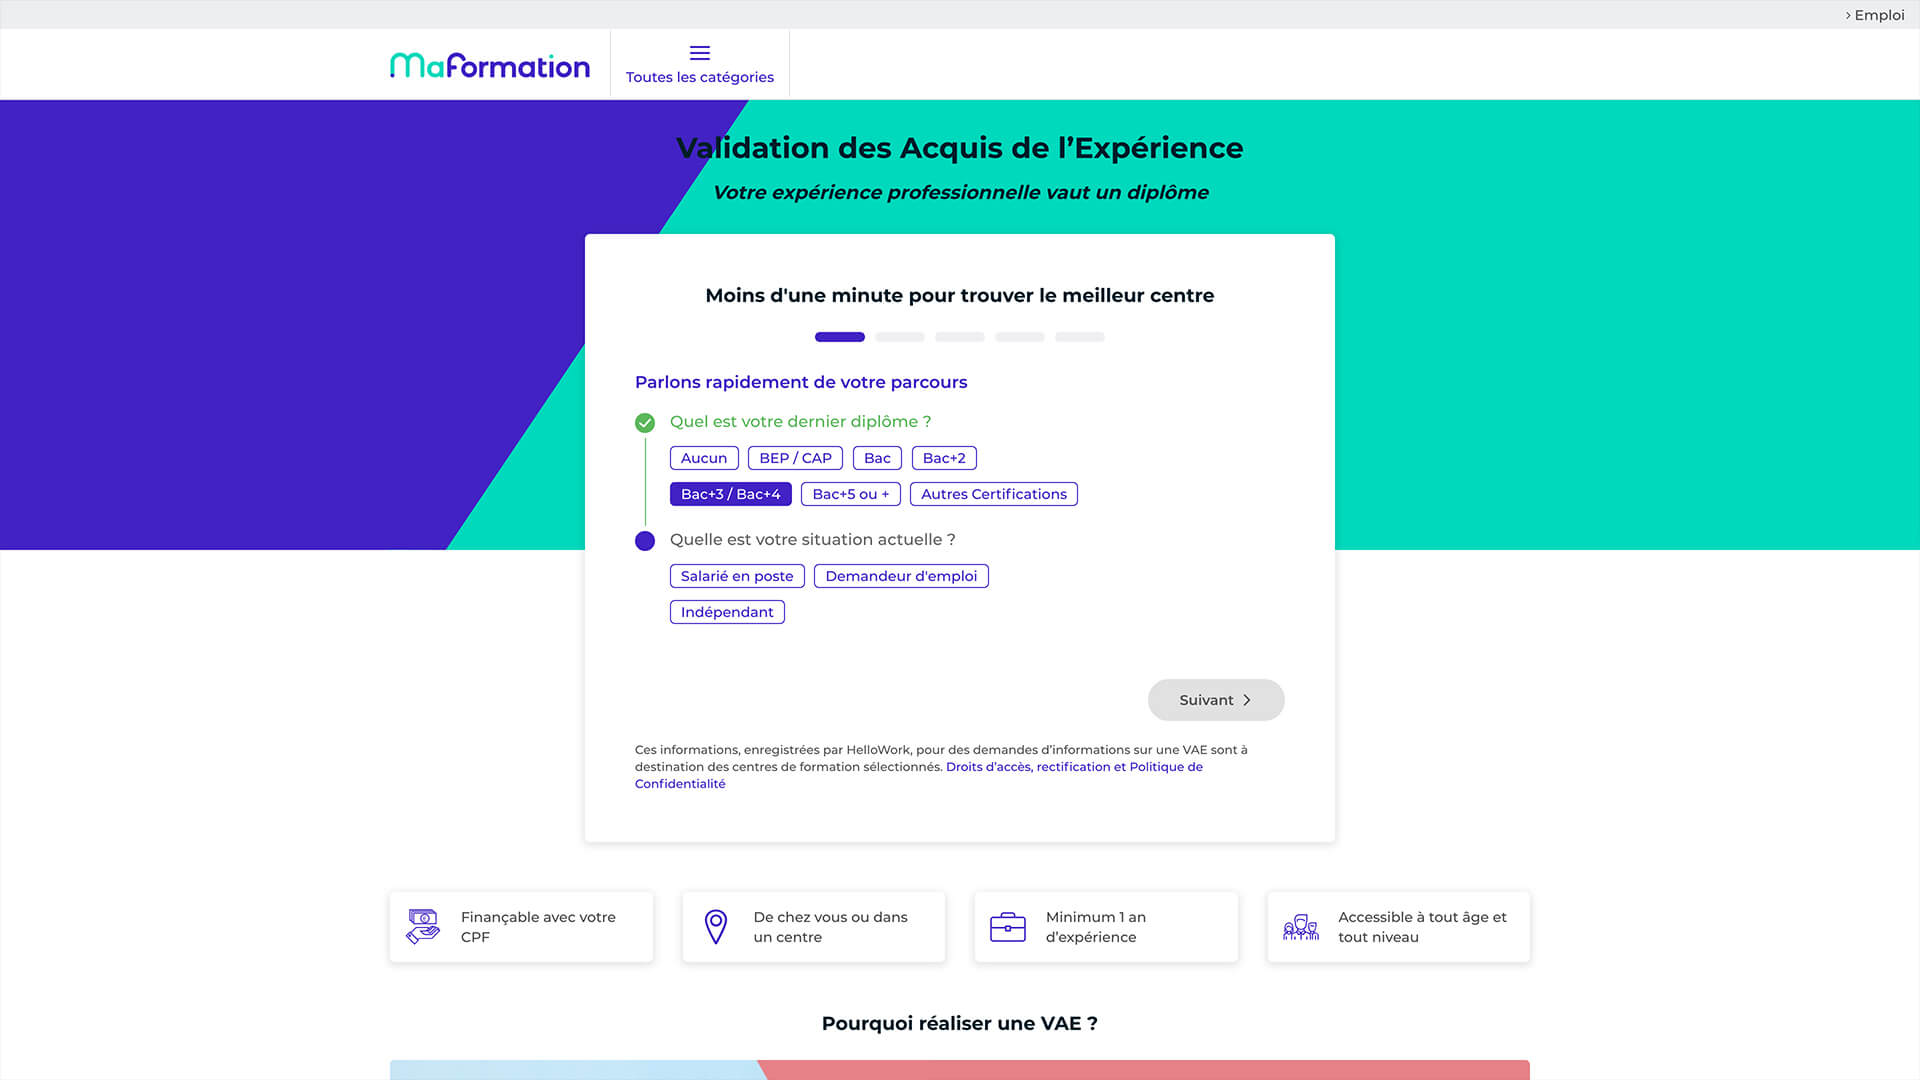 Emploi
MaFormation
Toutes les catégories
Validation des Acquis de l’Expérience
Votre expérience professionnelle vaut un diplôme
Moins d'une minute pour trouver le meilleur centre
Parlons rapidement de votre parcours
Quel est votre dernier diplôme ?
Aucun BEP / CAP Bac Bac+2
Bac+3 / Bac+4 Bac+5 ou + Autres Certifications
Quelle est votre situation actuelle ?
Salarié en poste Demandeur d'emploi
Indépendant
Suivant
Ces informations, enregistrées par HelloWork, pour des demandes d’informations sur une VAE sont à
destination des centres de formation sélectionnés. Droits d’accès, rectification et Politique de
Confidentialité
Finançable avec votre
CPF
De chez vous ou dans
un centre
Minimum 1 an
d’expérience
Accessible à tout âge et
tout niveau
Pourquoi réaliser une VAE ?